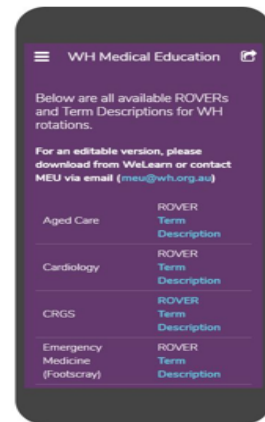 WH Medical Education
Below are all available ROVERs
and Term Descriptions for WH
rotations.
For an editable version, please
download from WeLearn or contact
MEU via email (meu@wh.org.au)
Aged Care
ROVER
Term
Description
Cardiology
ROVER
Term
Description
CRGS
ROVER
Term
Description
Emergency
Medicine
(Footscray)
ROVER
Term
Description